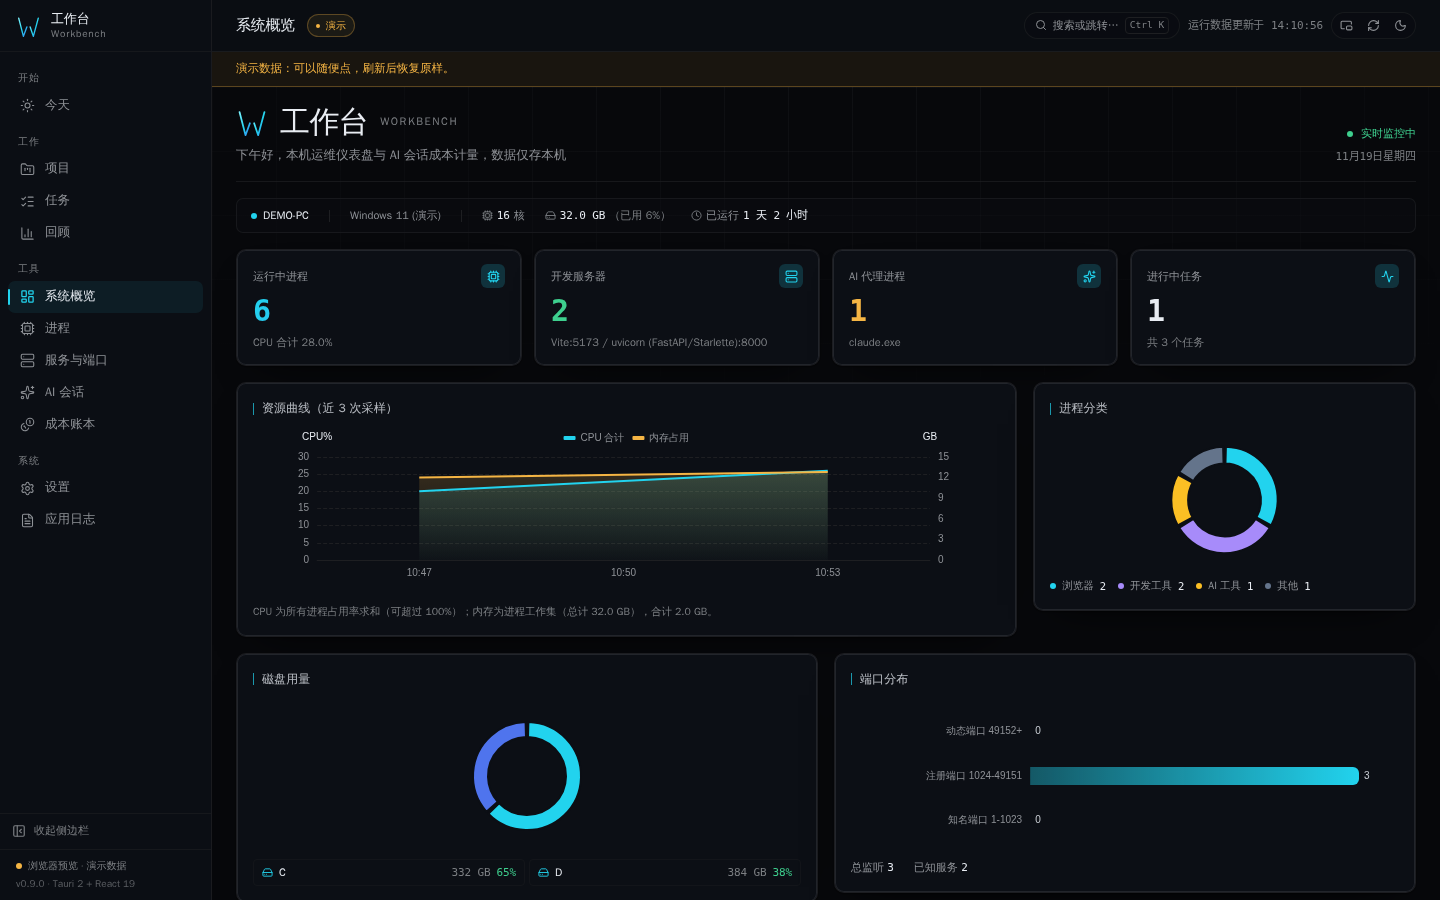 工作台
Workbench
开始
今天
工作
项目
任务
回顾
工具
系统概览
进程
服务与端口
AI 会话
成本账本
系统
设置
应用日志
收起侧边栏
浏览器预览 · 演示数据
v0.9.0 · Tauri 2 + React 19
系统概览
演示
搜索或跳转… Ctrl K
运行数据更新于 14:10:56
演示数据：可以随便点，刷新后恢复原样。
工作台 WORKBENCH
下午好，本机运维仪表盘与 AI 会话成本计量，数据仅存本机
实时监控中
11月19日星期四
DEMO-PC
Windows 11 (演示)
16 核
32.0 GB （已用 6%）
已运行 1 天 2 小时
运行中进程
6
CPU 合计 28.0%
开发服务器
2
Vite:5173 / uvicorn (FastAPI/Starlette):8000
AI 代理进程
1
claude.exe
进行中任务
1
共 3 个任务
资源曲线（近 3 次采样）
CPU%
CPU 合计
内存占用
GB
30
25
20
15
10
5
0
15
12
9
6
3
0
10:47
10:50
10:53
CPU 为所有进程占用率求和（可超过 100%）；内存为进程工作集（总计 32.0 GB），合计 2.0 GB。
进程分类
浏览器 2
开发工具 2
AI 工具 1
其他 1
磁盘用量
C 332 GB 65%
D 384 GB 38%
端口分布
动态端口 49152+ 0
注册端口 1024-49151 3
知名端口 1-1023 0
总监听 3
已知服务 2